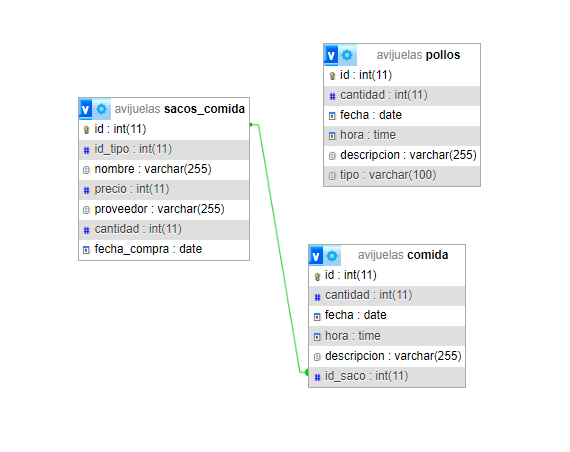 avijuelas sacos_comida
id : int(11)
id_tipo : int(11)
nombre : varchar(255)
precio : int(11)
proveedor : varchar(255)
cantidad : int(11)
fecha_compra : date
avijuelas pollos
id : int(11)
cantidad : int(11)
fecha : date
hora : time
descripcion : varchar(255)
tipo : varchar(100)
avijuelas comida
id : int(11)
cantidad : int(11)
fecha : date
hora : time
descripcion : varchar(255)
id_saco : int(11)